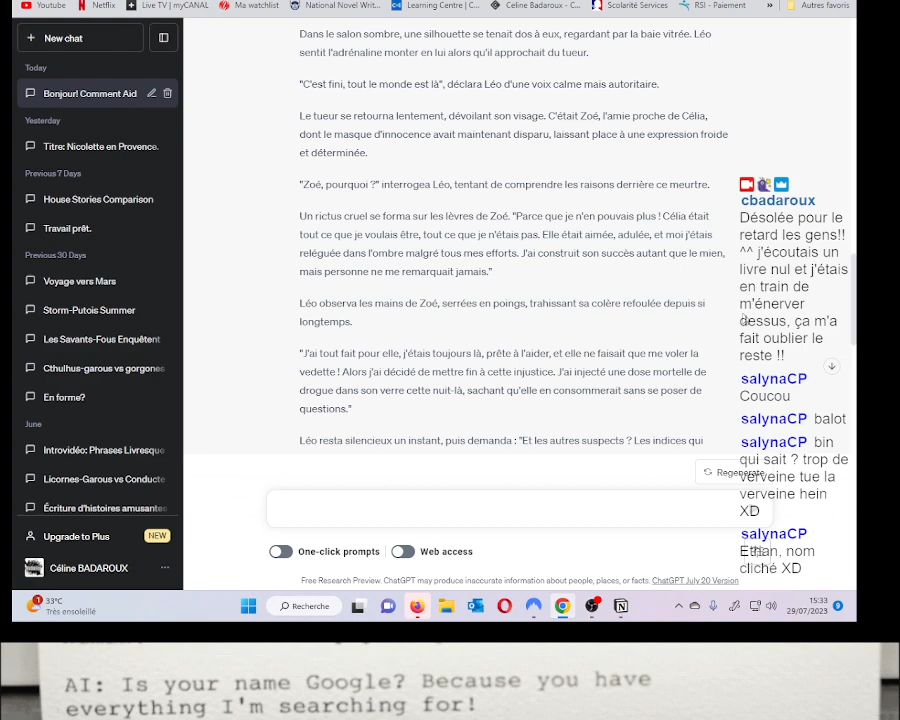 Youtube
Netflix
Live TV | myCANAL
Ma watchlist
National Novel Writ...
Learning Centre | C...
Celine Badaroux - C...
Scolarité Services
RSI - Paiement
»
Autres favoris
+ New chat
Today
Bonjour! Comment Aid
Yesterday
Titre: Nicolette en Provence.
Previous 7 Days
House Stories Comparison
Travail prêt.
Previous 30 Days
Voyage vers Mars
Storm-Putois Summer
Les Savants-Fous Enquêtent
Cthulhus-garous vs gorgone
En forme?
June
Introvidéo: Phrases Livresque
Licornes-Garous vs Conducte
Écriture d'histoires amusante
Upgrade to Plus
NEW
Céline BADAROUX
Dans le salon sombre, une silhouette se tenait dos à eux, regardant par la baie vitrée. Léo
sentit l'adrénaline monter en lui alors qu'il approchait du tueur.
"C'est fini, tout le monde est là", déclara Léo d'une voix calme mais autoritaire.
Le tueur se retourna lentement, dévoilant son visage. C'était Zoé, l'amie proche de Célia,
dont le masque d'innocence avait maintenant disparu, laissant place à une expression froide
et déterminée.
"Zoé, pourquoi ?" interrogea Léo, tentant de comprendre les raisons derrière ce meurtre.
Un rictus cruel se forma sur les lèvres de Zoé. "Parce que je n'en pouvais plus ! Célia était
tout ce que je voulais être, tout ce que je n'étais pas. Elle était aimée, adulée, et moi j'étais
reléguée dans l'ombre malgré tous mes efforts. J'ai construit son succès autant que le mien,
mais personne ne me remarquait jamais."
Léo observa les mains de Zoé, serrées en poings, trahissant sa colère refoulée depuis si
longtemps.
"J'ai tout fait pour elle, j'étais toujours là, prête à l'aider, et elle ne faisait que me voler la
vedette ! Alors j'ai décidé de mettre fin à cette injustice. J'ai injecté une dose mortelle de
drogue dans son verre cette nuit-là, sachant qu'elle en consommerait sans se poser de
questions."
Léo resta silencieux un instant, puis demanda : "Et les autres suspects ? Les indices qui
Regenerate
One-click prompts
Web access
Free Research Preview. ChatGPT may produce inaccurate information about people, places, or facts. ChatGPT July 20 Version
cbadaroux
Désolée pour le
retard les gens!!
^^ j'écoutais un
livre nul et j'étais
en train de
m'énerver
dessus, ça m'a
fait oublier le
reste !!
salynaCP
Coucou
salynaCP balot
salynaCP bin
qui sait ? trop de
verveine tue la
verveine hein
XD
salynaCP
Ethan, nom
cliché XD
33°C
Très ensoleillé
Recherche
15:33
29/07/2023
AI: Is your name Google? Because you have
everything I'm searching for!